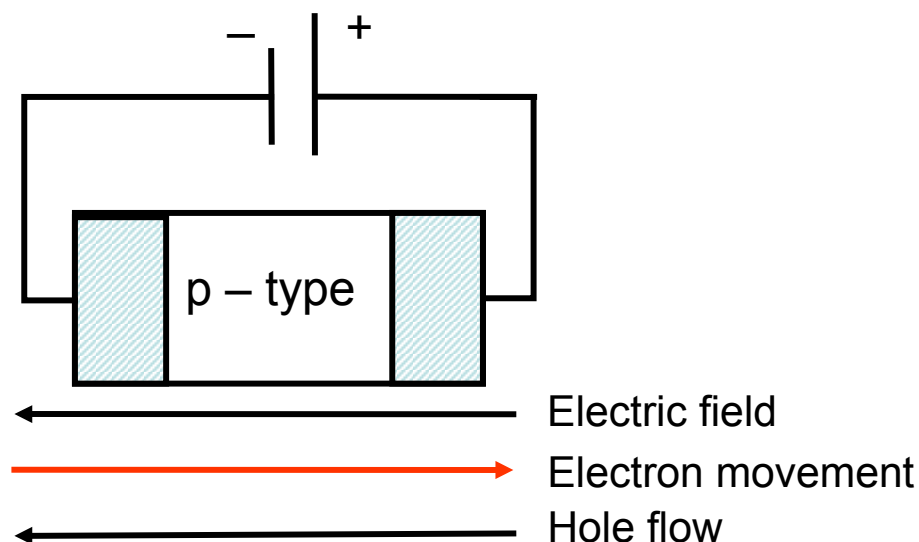 – +
p – type
Electric field
Electron movement
Hole flow